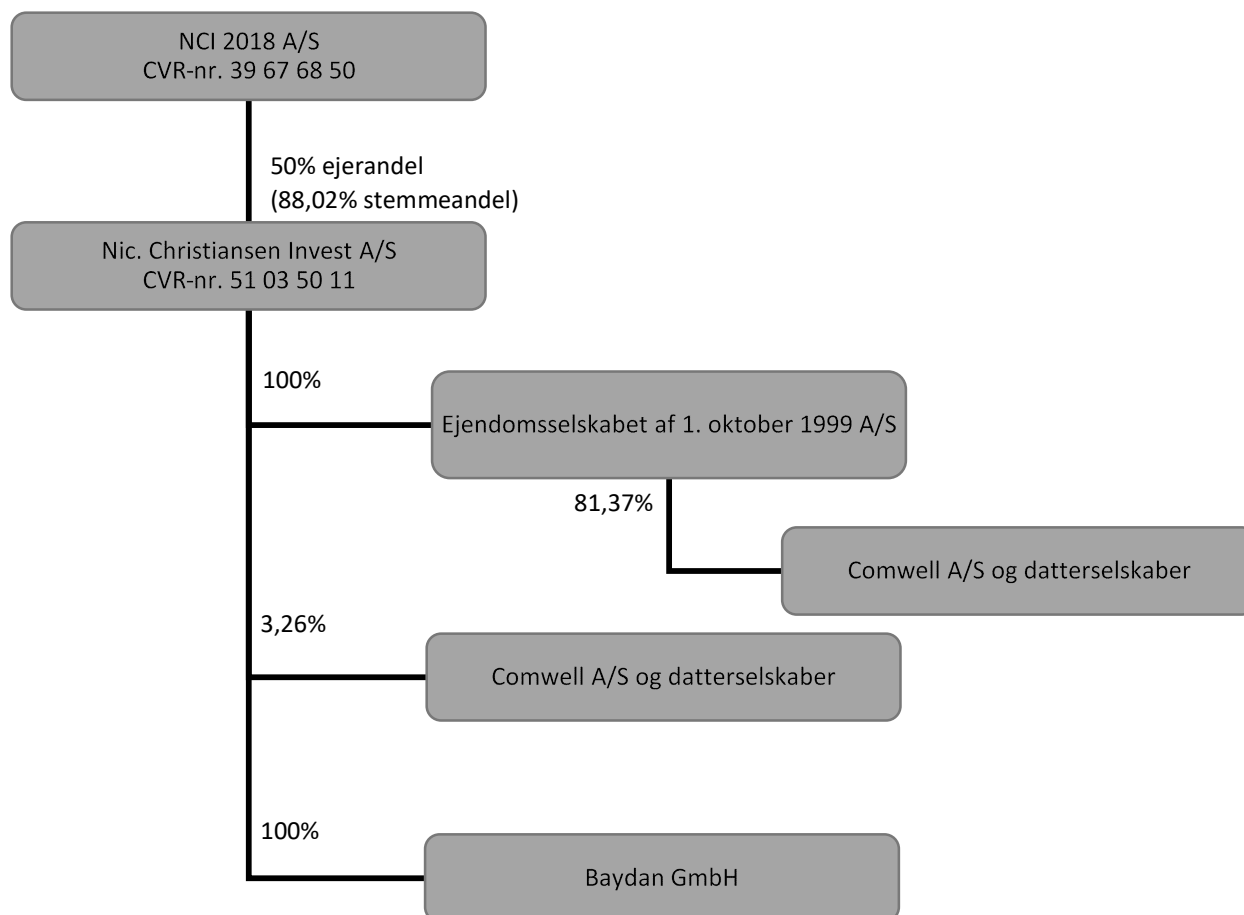 NCI 2018 A/S
CVR-nr. 39 67 68 50
50% ejerandel
(88,02% stemmeandel)
Nic. Christiansen Invest A/S
CVR-nr. 51 03 50 11
100%
Ejendomsselskabet af 1. oktober 1999 A/S
81,37%
Comwell A/S og datterselskaber
3,26%
Comwell A/S og datterselskaber
100%
Baydan GmbH